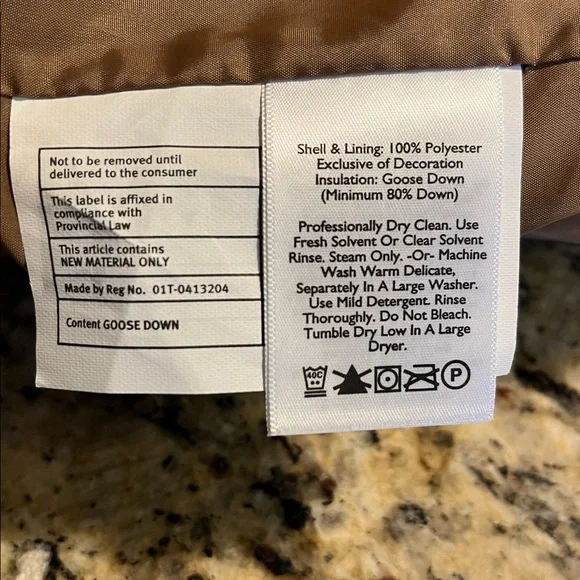 Not to be removed until
delivered to the consumer
This label is affixed in
compliance with
Provincial Law
This article contains
NEW MATERIAL ONLY
Made by Reg No. 01T-0413204
Content GOOSE DOWN
Shell & Lining: 100% Polyester
Exclusive of Decoration
Insulation: Goose Down
(Minimum 80% Down)
Professionally Dry Clean. Use
Fresh Solvent Or Clear Solvent
Rinse. Steam Only. -Or- Machine
Wash Warm Delicate,
Separately In A Large Washer.
Use Mild Detergent. Rinse
Thoroughly. Do Not Bleach.
Tumble Dry Low In A Large
Dryer.
40C P